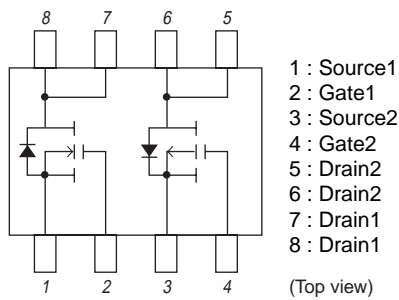 8 7 6 5
1 : Source1
2 : Gate1
3 : Source2
4 : Gate2
5 : Drain2
6 : Drain2
7 : Drain1
8 : Drain1
1 2 3 4
(Top view)